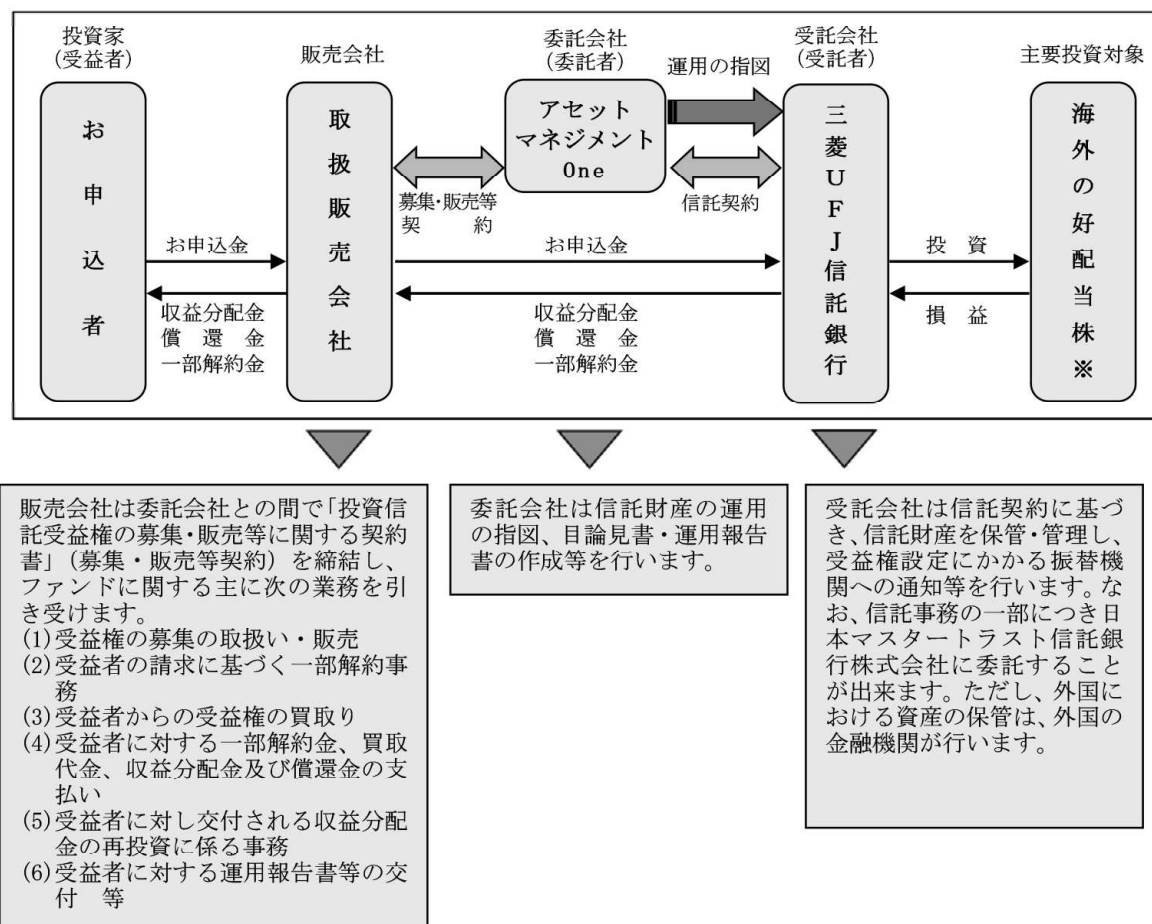 投資家
(受益者)
販売会社
委託会社
(委託者)
受託会社
(受託者)
主要投資対象
お申込者
取扱販売会社
アセット
マネジメント
One
運用の指図
三菱UFJ信託銀行
海外の好配当株※
募集・販売等
契　　約
信託契約
お申込金
お申込金
投　資
収益分配金
償　還　金
一部解約金
収益分配金
償　還　金
一部解約金
損　益
販売会社は委託会社との間で「投資信
託受益権の募集・販売等に関する契約
書」（募集・販売等契約）を締結し、
ファンドに関する主に次の業務を引
き受けます。
(1)受益権の募集の取扱い・販売
(2)受益者の請求に基づく一部解約事
務
(3)受益者からの受益権の買取り
(4)受益者に対する一部解約金、買取
代金、収益分配金及び償還金の支
払い
(5)受益者に対し交付される収益分配
金の再投資に係る事務
(6)受益者に対する運用報告書等の交
付　等
委託会社は信託財産の運用
の指図、目論見書・運用報告
書の作成等を行います。
受託会社は信託契約に基づ
き、信託財産を保管・管理し、
受益権設定にかかる振替機
関への通知等を行います。な
お、信託事務の一部につき日
本マスタートラスト信託銀
行株式会社に委託すること
が出来ます。ただし、外国に
おける資産の保管は、外国の
金融機関が行います。